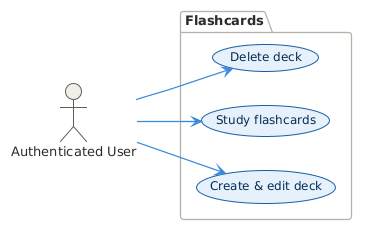 Flashcards
Delete deck
Study flashcards
Authenticated User
Create & edit deck